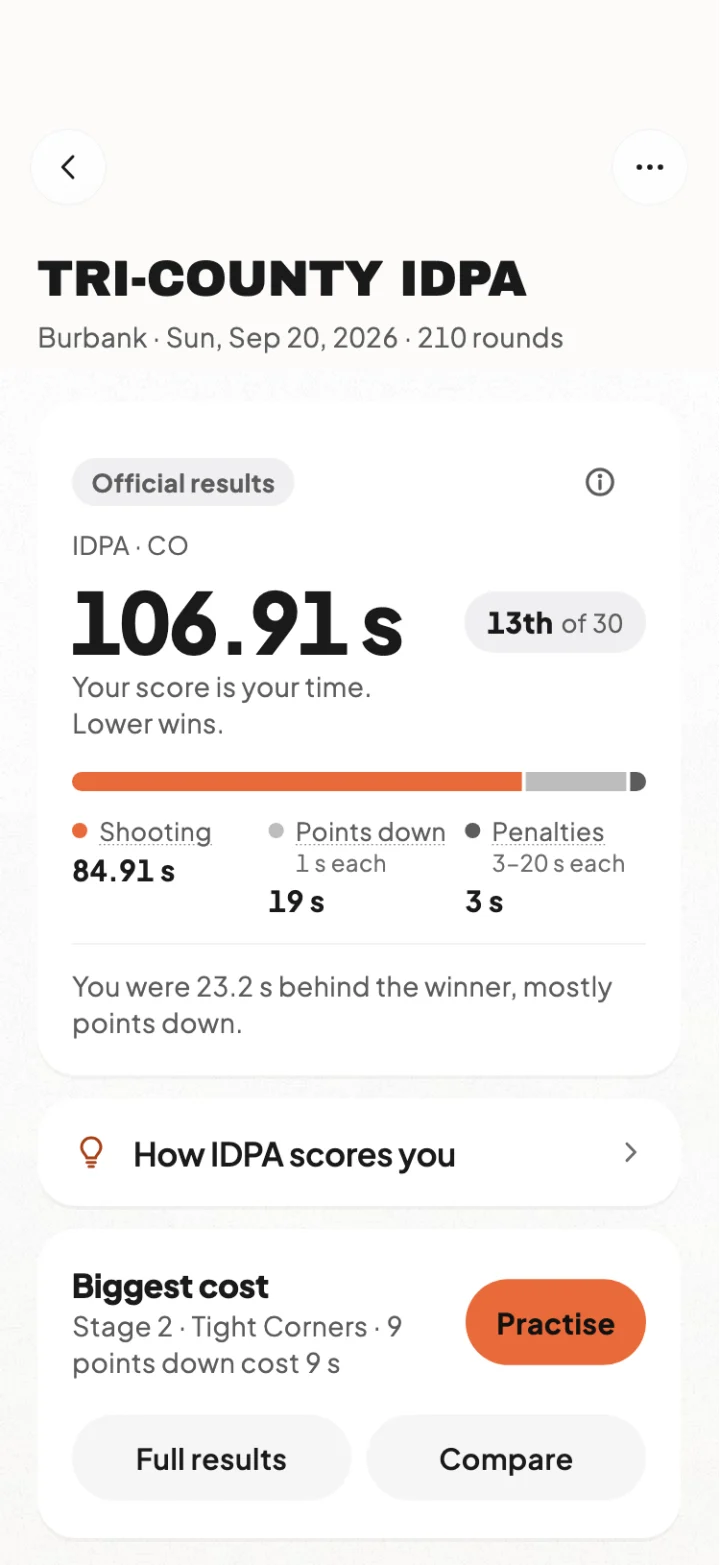 TRI-COUNTY IDPA
Burbank · Sun, Sep 20, 2026 · 210 rounds
Official results
IDPA · CO
106.91 s
13th of 30
Your score is your time.
Lower wins.
Shooting
84.91 s
Points down
1 s each
19 s
Penalties
3–20 s each
3 s
You were 23.2 s behind the winner, mostly
points down.
How IDPA scores you
Biggest cost
Stage 2 · Tight Corners · 9
points down cost 9 s
Practise
Full results
Compare